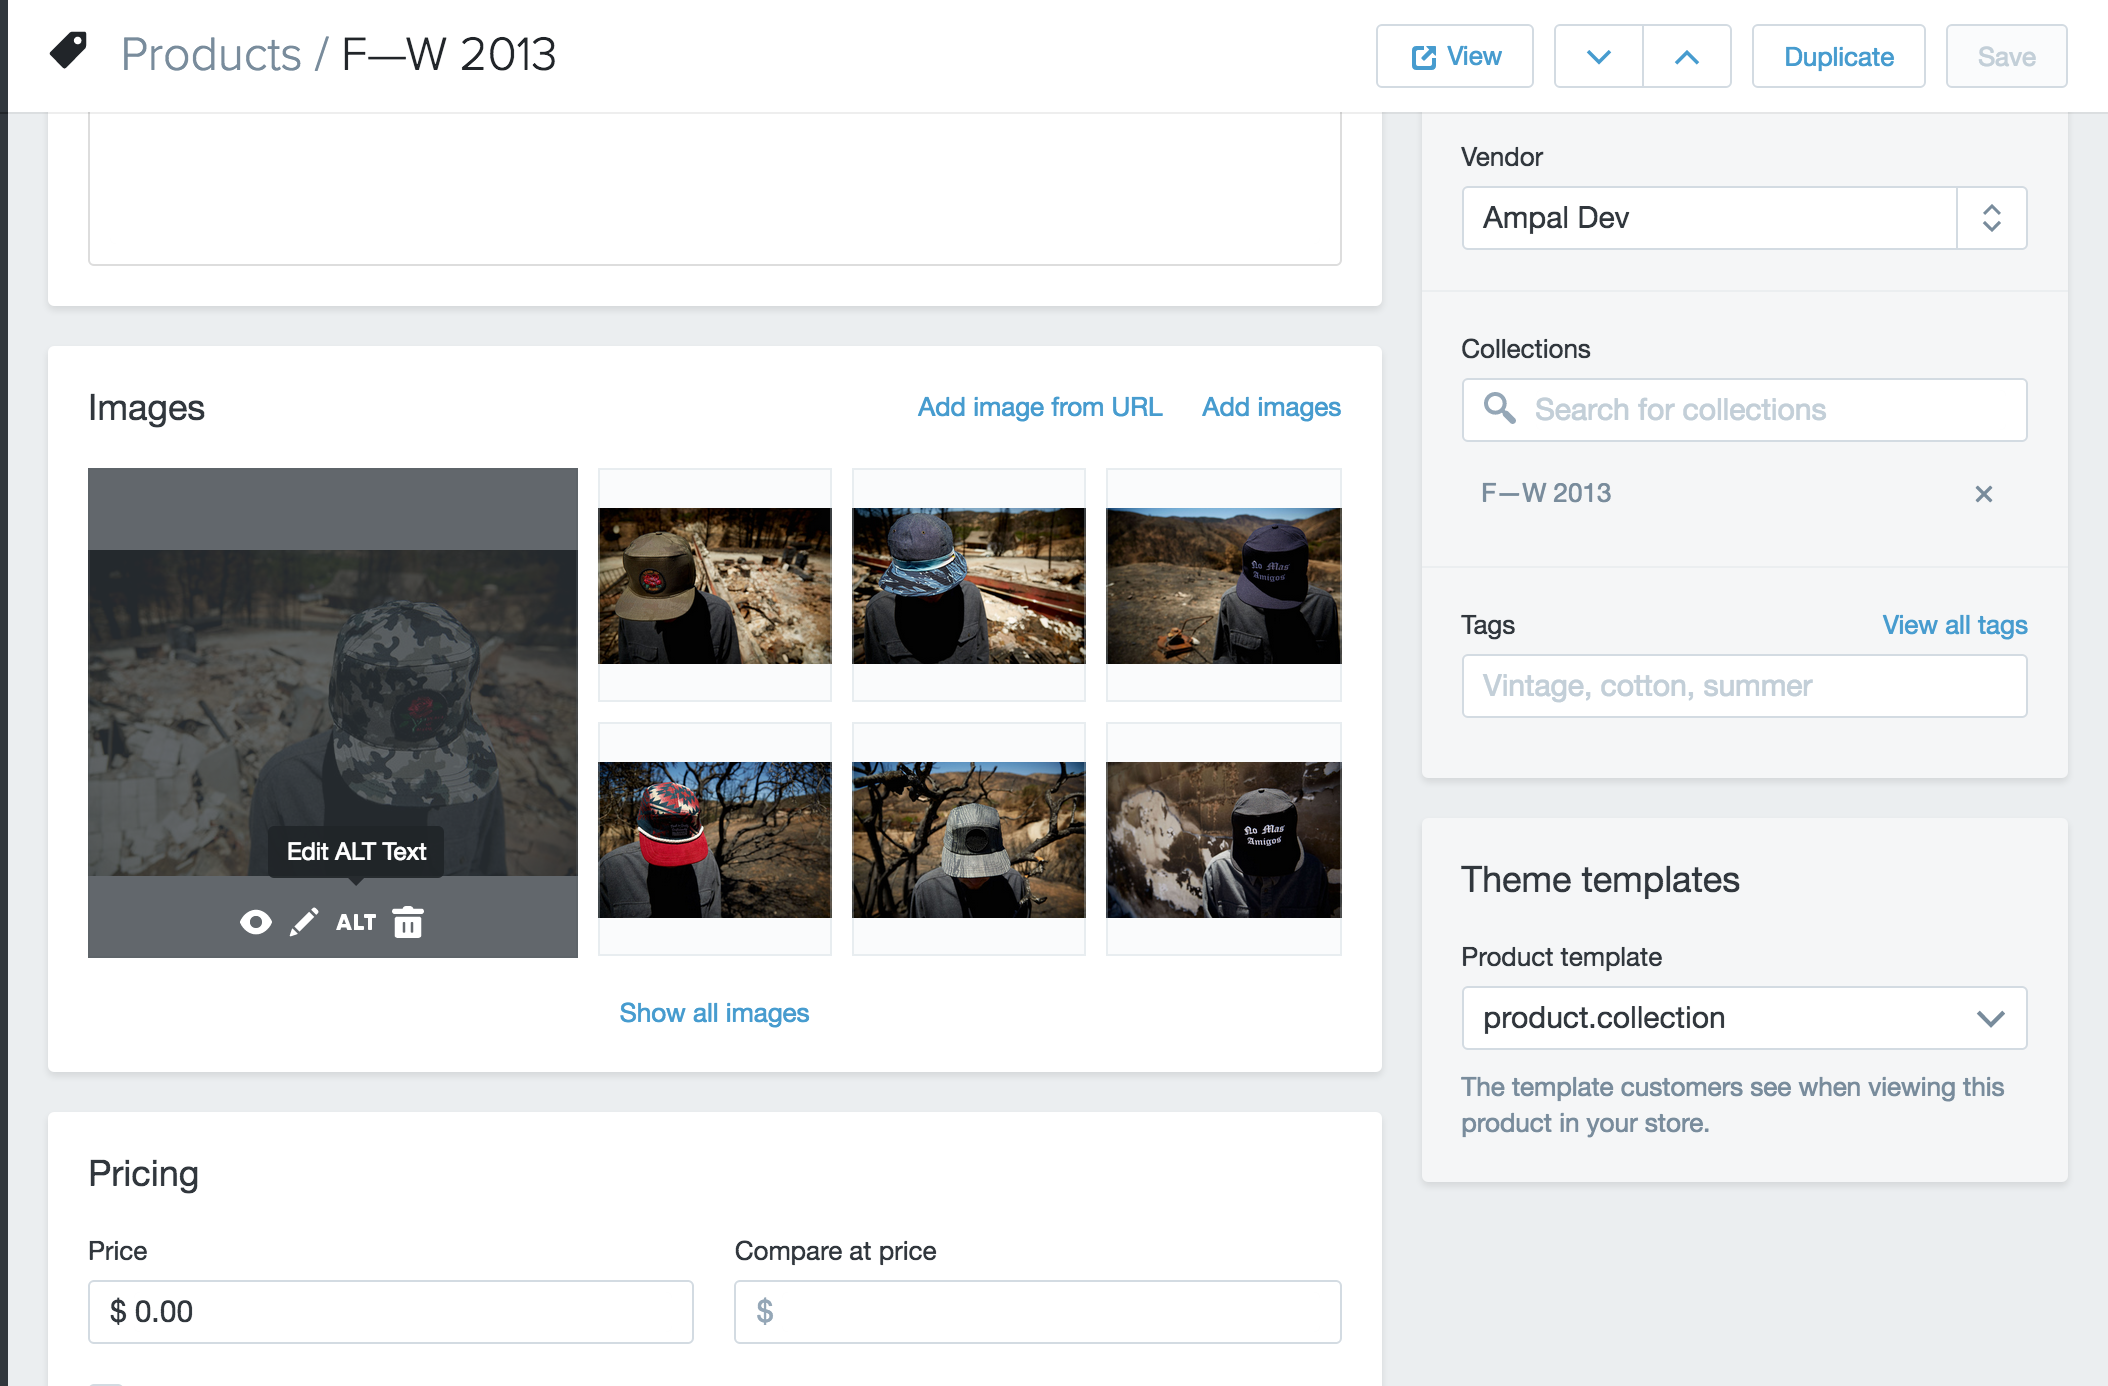 Products / F—W 2013
View
Duplicate
Save
Vendor
Ampal Dev
Collections
Search for collections
F—W 2013
Tags
View all tags
Vintage, cotton, summer
Images
Add image from URL
Add images
No Mas
Amigos
No Mas
Amigos
Edit ALT Text
ALT
Show all images
Theme templates
Product template
product.collection
The template customers see when viewing this
product in your store.
Pricing
Price
Compare at price
$ 0.00
$